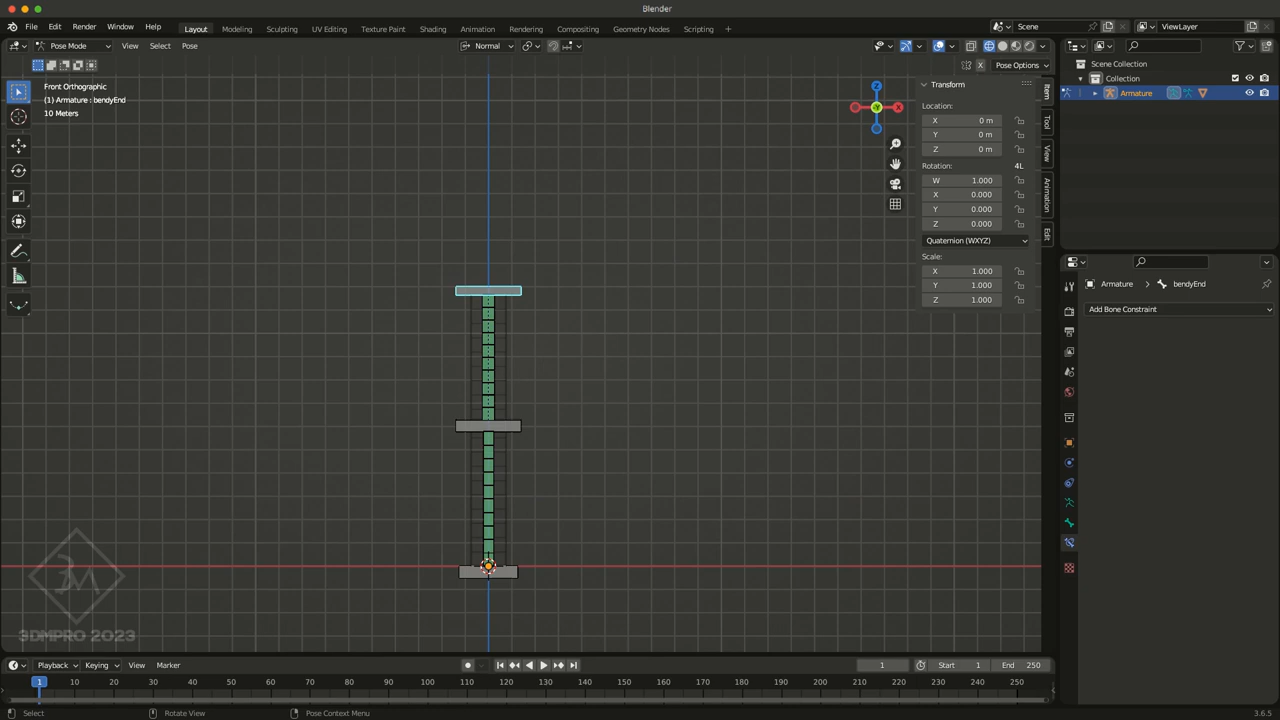 Blender
File Edit Render Window Help
Layout Modeling Sculpting UV Editing Texture Paint Shading Animation Rendering Compositing Geometry Nodes Scripting +
Scene
ViewLayer
Pose Mode View Select Pose
Normal
X Pose Options
Front Orthographic
(1) Armature : bendyEnd
10 Meters
Z
Y
X
Transform
Location:
X 0 m
Y 0 m
Z 0 m
Rotation: 4L
W 1.000
X 0.000
Y 0.000
Z 0.000
Quaternion (WXYZ)
Scale:
X 1.000
Y 1.000
Z 1.000
Item
Tool
View
Animation
Edit
Scene Collection
Collection
Armature
Armature bendyEnd
Add Bone Constraint
3M
3DMPRO 2023
Playback Keying View Marker
1
Start 1
End 250
1 10 20 30 40 50 60 70 80 90 100 110 120 130 140 150 160 170 180 190 200 210 220 230 240 250
Select
Rotate View
Pose Context Menu
3.6.5